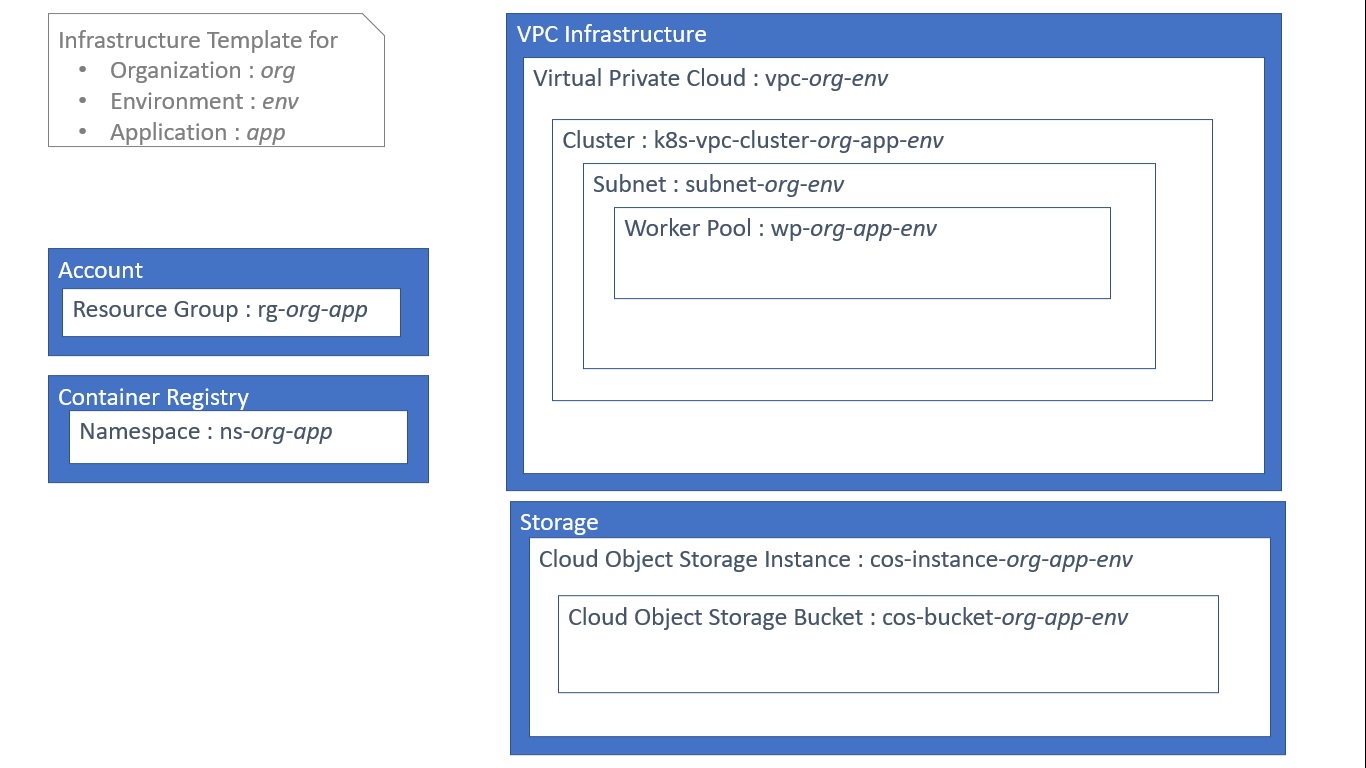 Infrastructure Template for
• Organization : org
• Environment : env
• Application : app
Account
Resource Group : rg-org-app
Container Registry
Namespace : ns-org-app
VPC Infrastructure
Virtual Private Cloud : vpc-org-env
Cluster : k8s-vpc-cluster-org-app-env
Subnet : subnet-org-env
Worker Pool : wp-org-app-env
Storage
Cloud Object Storage Instance : cos-instance-org-app-env
Cloud Object Storage Bucket : cos-bucket-org-app-env